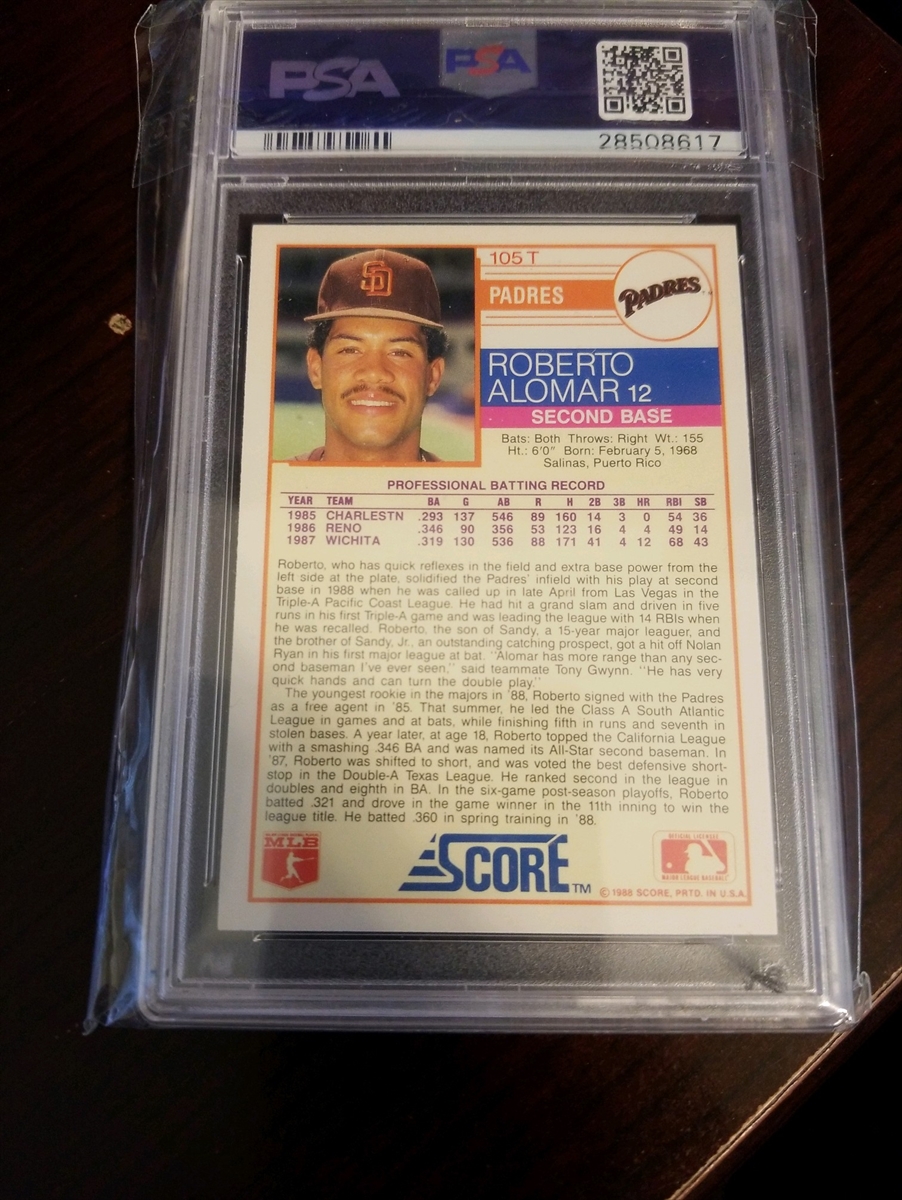 PSA
PSA
28508617
SD
105 T
PADRES
PADRES
ROBERTO
ALOMAR 12
SECOND BASE
Bats: Both Throws: Right Wt.: 155
Ht.: 6'0" Born: February 5, 1968
Salinas, Puerto Rico
PROFESSIONAL BATTING RECORD
YEAR TEAM BA G AB R H 2B 3B HR RBI SB
1985 CHARLESTN .293 137 546 89 160 14 3 0 54 36
1986 RENO .346 90 356 53 123 16 4 4 49 14
1987 WICHITA .319 130 536 88 171 41 4 12 68 43
Roberto, who has quick reflexes in the field and extra base power from the
left side at the plate, solidified the Padres' infield with his play at second
base in 1988 when he was called up in late April from Las Vegas in the
Triple-A Pacific Coast League. He had hit a grand slam and driven in five
runs in his first Triple-A game and was leading the league with 14 RBIs when
he was recalled. Roberto, the son of Sandy, a 15-year major leaguer, and
the brother of Sandy, Jr., an outstanding catching prospect, got a hit off Nolan
Ryan in his first major league at bat. "Alomar has more range than any sec-
ond baseman I've ever seen," said teammate Tony Gwynn. "He has very
quick hands and can turn the double play."
The youngest rookie in the majors in '88, Roberto signed with the Padres
as a free agent in '85. That summer, he led the Class A South Atlantic
League in games and at bats, while finishing fifth in runs and seventh in
stolen bases. A year later, at age 18, Roberto topped the California League
with a smashing .346 BA and was named its All-Star second baseman. In
'87, Roberto was shifted to short, and was voted the best defensive short-
stop in the Double-A Texas League. He ranked second in the league in
doubles and eighth in BA. In the six-game post-season playoffs, Roberto
batted .321 and drove in the game winner in the 11th inning to win the
league title. He batted .360 in spring training in '88.
MLB
SCORE™
OFFICIAL LICENSEE
MAJOR LEAGUE BASEBALL
© 1988 SCORE, PRTD. IN U.S.A.